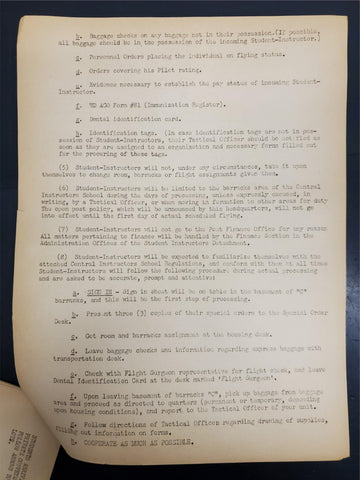 b. Baggage checks on any baggage not in their possession.(If possible,
all baggage should be in the possession of the incoming Student-Instructor.)
c. Personnel Orders placing the individual on flying status.
d. Orders covering his Pilot rating.
e. Evidence necessary to establish the pay status of incoming Student-
Instructor.
f. WD AGO Form #81 (Immunization Register).
g. Dental identification card.
h. Identification tags. (In case identification tags are not in pos-
session of Student-Instructors, their Tactical Officer should be notified as
soon as they are assigned to an organization and necessary forms filled out
for the procuring of these tags.
(5) Student-Instructors will not, under any circumstances, take it upon
themselves to change room, barracks or flight assignments given them.
(6) Student-Instructors will be limited to the barracks area of the Central
Instructors School during the days of processing, unless expressly excused, in
writing, by a Tactical Officer, or when moving in formation to other areas for duty
The open post policy, which will be announced by this headquarters, will not go
into effect until the first day of actual scheduled flying.
(7) Student-Instructors will not go to the Post Finance Office for any reason
All matters pertaining to finance will be handled by the Finance Section in the
Administration Offices of the Student Instructors Detachment.
(8) Student-Instructors will be expected to familiarize themselves with the
attached Central Instructors School Regulations, and conform with them at all times
Student-Instructors will follow the following procedure during actual processing
and are asked to be accurate, prompt and attentive:
a. SIGN IN - Sign in sheet will be on table in the basement of "C"
barracks, and this will be the first step of processing.
b. Present three (3) copies of their special orders to the Special Order
Desk.
c. Get room and barracks assignment at the housing desk.
d. Leave baggage checks and information regarding express baggage with
transportation desk.
e. Check with Flight Surgeon representative for flight check, and leave
Dental Identification Card at the desk marked 'Flight Surgeon'.
f. Upon leaving basement of barracks "C", pick up baggage from baggage
area and proceed as directed to quarters (permanent or temporary, depending
upon housing conditions), and report to the Tactical Officer of your unit.
g. Follow directions of Tactical Officers regarding drawing of supplies,
filling out information on forms.
h. COOPERATE AS MUCH AS POSSIBLE.